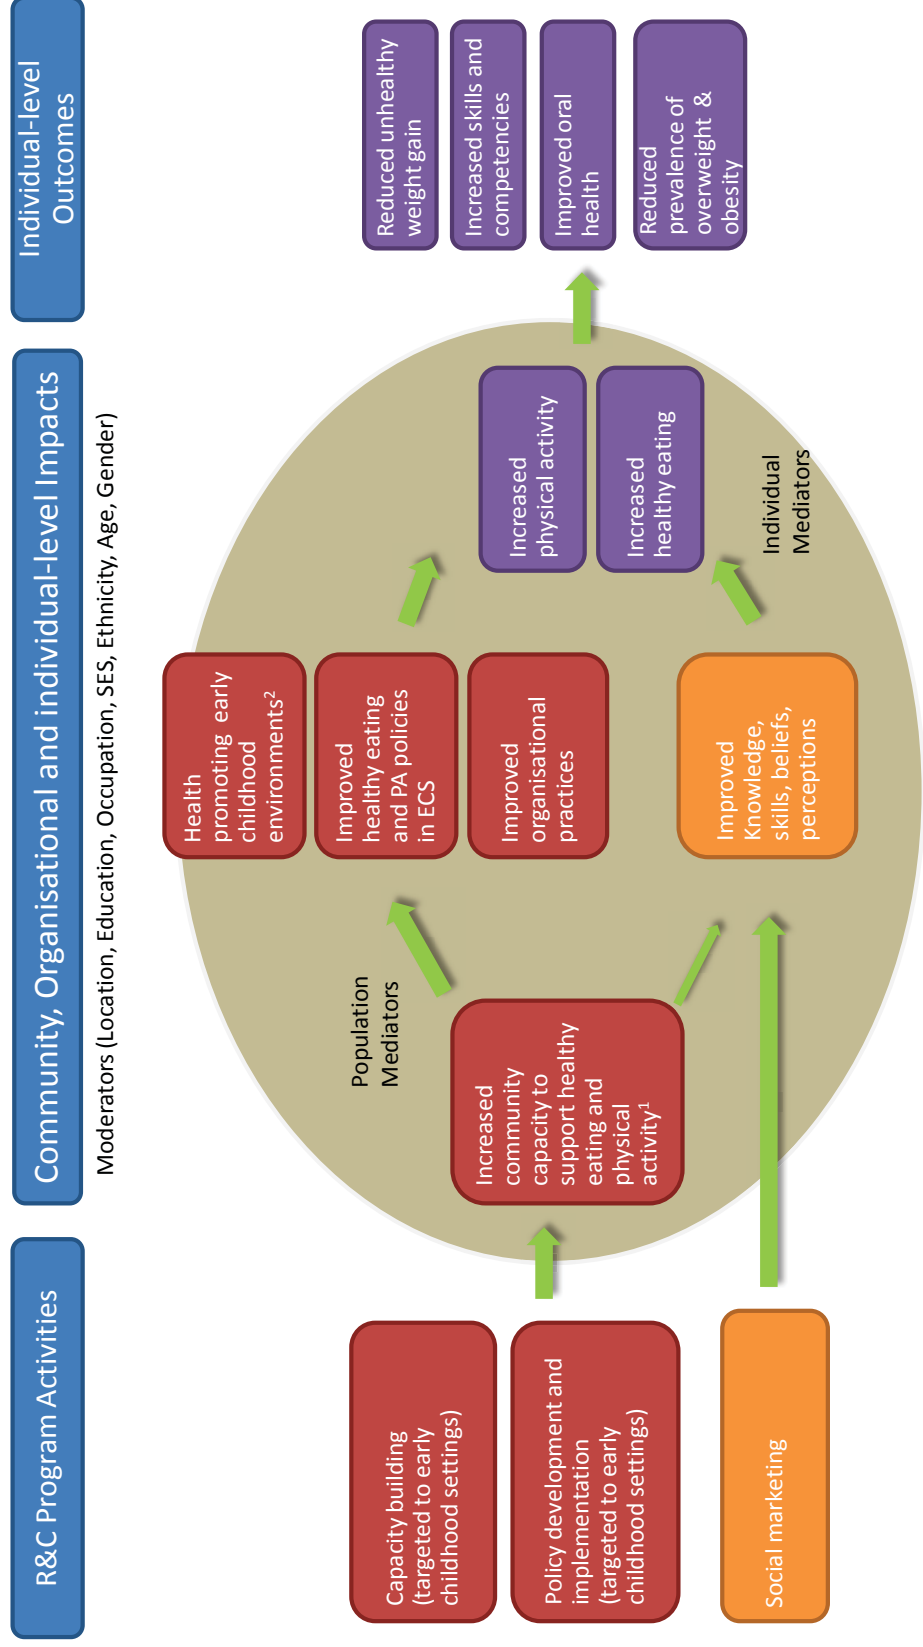 R&C Program Activities
Community, Organisational and individual-level Impacts
Individual-level
Outcomes
Moderators (Location, Education, Occupation, SES, Ethnicity, Age, Gender)
Capacity building
(targeted to early
childhood settings)
Policy development and
implementation
(targeted to early
childhood settings)
Social marketing
Population
Mediators
Increased
community
capacity to
support healthy
eating and
physical
activity¹
Health
promoting early
childhood
environments²
Improved
healthy eating
and PA policies
in ECS
Improved
organisational
practices
Improved
Knowledge,
skills, beliefs,
perceptions
Increased
physical activity
Increased
healthy eating
Individual
Mediators
Reduced unhealthy
weight gain
Increased skills and
competencies
Improved oral
health
Reduced
prevalence of
overweight &
obesity